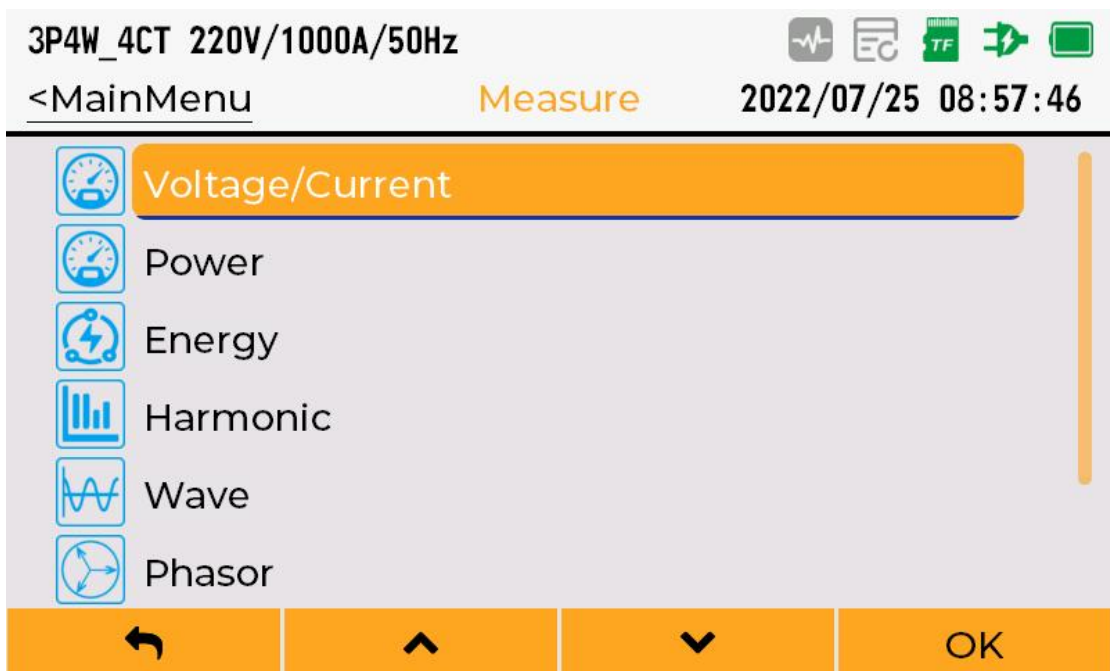 3P4W_4CT 220V/1000A/50Hz TF
<MainMenu Measure 2022/07/25 08:57:46
Voltage/Current
Power
Energy
Harmonic
Wave
Phasor
OK